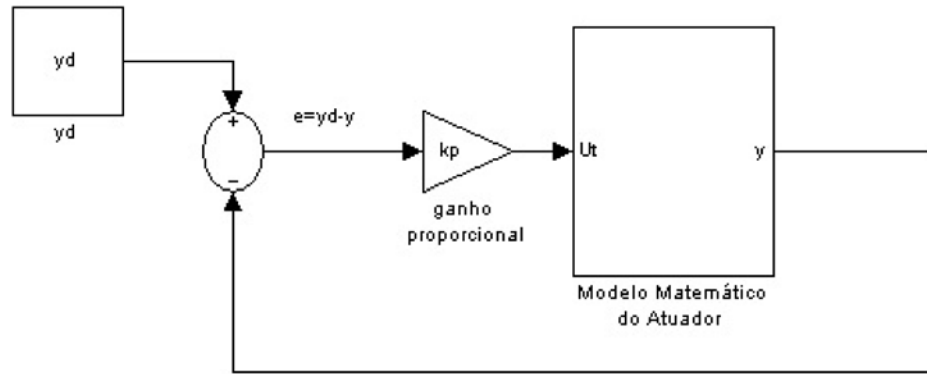 yd
yd
+
−
e=yd-y
kp
ganho
proporcional
Ut
y
Modelo Matemático
do Atuador